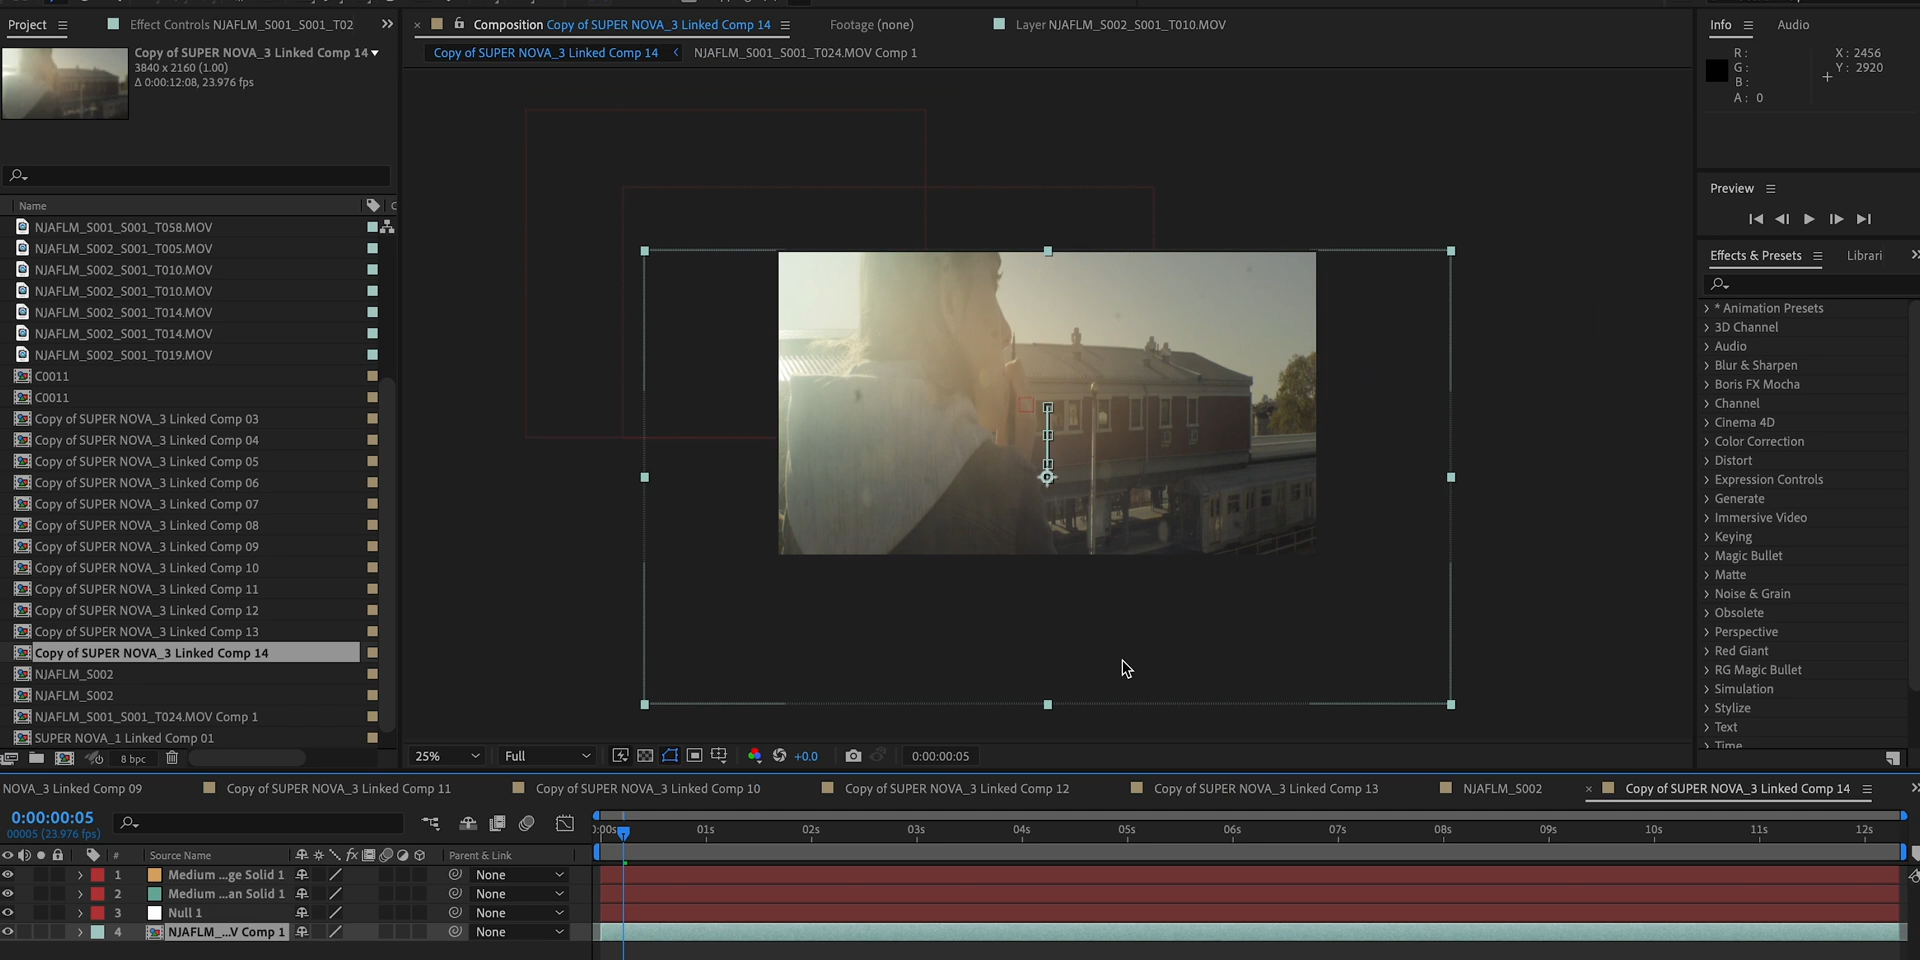 Project
Effect Controls NJAFLM_S001_S001_T02
Composition Copy of SUPER NOVA_3 Linked Comp 14
Footage (none)
Layer NJAFLM_S002_S001_T010.MOV
Info
Audio
Copy of SUPER NOVA_3 Linked Comp 14
3840 x 2160 (1.00)
Δ 0:00:12:08, 23.976 fps
Copy of SUPER NOVA_3 Linked Comp 14
NJAFLM_S001_S001_T024.MOV Comp 1
R:
G:
B:
A: 0
X: 2456
Y: 2920
Preview
Name
NJAFLM_S001_S001_T058.MOV
NJAFLM_S002_S001_T005.MOV
NJAFLM_S002_S001_T010.MOV
NJAFLM_S002_S001_T010.MOV
NJAFLM_S002_S001_T014.MOV
NJAFLM_S002_S001_T014.MOV
NJAFLM_S002_S001_T019.MOV
C0011
C0011
Copy of SUPER NOVA_3 Linked Comp 03
Copy of SUPER NOVA_3 Linked Comp 04
Copy of SUPER NOVA_3 Linked Comp 05
Copy of SUPER NOVA_3 Linked Comp 06
Copy of SUPER NOVA_3 Linked Comp 07
Copy of SUPER NOVA_3 Linked Comp 08
Copy of SUPER NOVA_3 Linked Comp 09
Copy of SUPER NOVA_3 Linked Comp 10
Copy of SUPER NOVA_3 Linked Comp 11
Copy of SUPER NOVA_3 Linked Comp 12
Copy of SUPER NOVA_3 Linked Comp 13
Copy of SUPER NOVA_3 Linked Comp 14
NJAFLM_S002
NJAFLM_S002
NJAFLM_S001_S001_T024.MOV Comp 1
SUPER NOVA_1 Linked Comp 01
8 bpc
Effects & Presets
Librari
* Animation Presets
3D Channel
Audio
Blur & Sharpen
Boris FX Mocha
Channel
Cinema 4D
Color Correction
Distort
Expression Controls
Generate
Immersive Video
Keying
Magic Bullet
Matte
Noise & Grain
Obsolete
Perspective
Red Giant
RG Magic Bullet
Simulation
Stylize
Text
Time
25%
Full
+0.0
0:00:00:05
NOVA_3 Linked Comp 09
Copy of SUPER NOVA_3 Linked Comp 11
Copy of SUPER NOVA_3 Linked Comp 10
Copy of SUPER NOVA_3 Linked Comp 12
Copy of SUPER NOVA_3 Linked Comp 13
NJAFLM_S002
Copy of SUPER NOVA_3 Linked Comp 14
0:00:00:05
00005 (23.976 fps)
):00s 01s 02s 03s 04s 05s 06s 07s 08s 09s 10s 11s 12s
# Source Name fx Parent & Link
1 Medium ...ge Solid 1 None
2 Medium ...an Solid 1 None
3 Null 1 None
4 NJAFLM_...V Comp 1 None